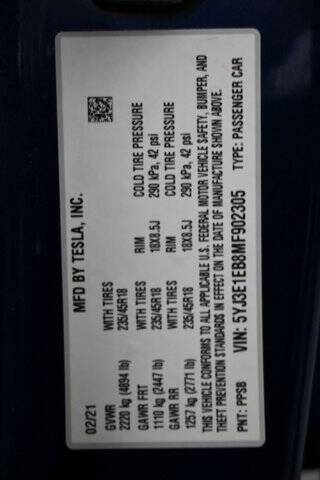 MFD BY TESLA, INC.
02/21
GVWR WITH TIRES RIM COLD TIRE PRESSURE
2220 kg (4894 lb) 235/45R18
GAWR FRT WITH TIRES RIM COLD TIRE PRESSURE
1110 kg (2447 lb) 235/45R18 18X8.5J 290 kPa, 42 psi
GAWR RR WITH TIRES RIM COLD TIRE PRESSURE
1257 kg (2771 lb) 235/45R18 18X8.5J 290 kPa, 42 psi
THIS VEHICLE CONFORMS TO ALL APPLICABLE U.S. FEDERAL MOTOR VEHICLE SAFETY, BUMPER, AND
THEFT PREVENTION STANDARDS IN EFFECT ON THE DATE OF MANUFACTURE SHOWN ABOVE.
PNT: PPSB VIN: 5YJ3E1EB8MF902305 TYPE: PASSENGER CAR